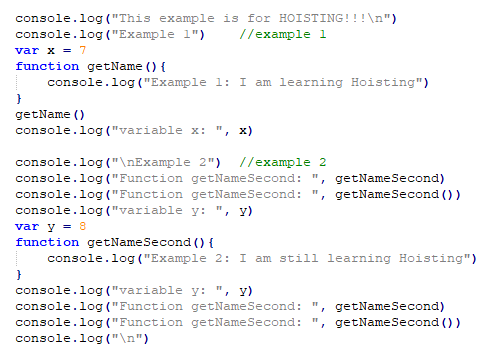 console.log("This example is for HOISTING!!!\n")
console.log("Example 1")    //example 1
var x = 7
function getName(){
    console.log("Example 1: I am learning Hoisting")
}
getName()
console.log("variable x: ", x)

console.log("\nExample 2")  //example 2
console.log("Function getNameSecond: ", getNameSecond)
console.log("Function getNameSecond: ", getNameSecond())
console.log("variable y: ", y)
var y = 8
function getNameSecond(){
    console.log("Example 2: I am still learning Hoisting")
}
console.log("variable y: ", y)
console.log("Function getNameSecond: ", getNameSecond)
console.log("Function getNameSecond: ", getNameSecond())
console.log("\n")